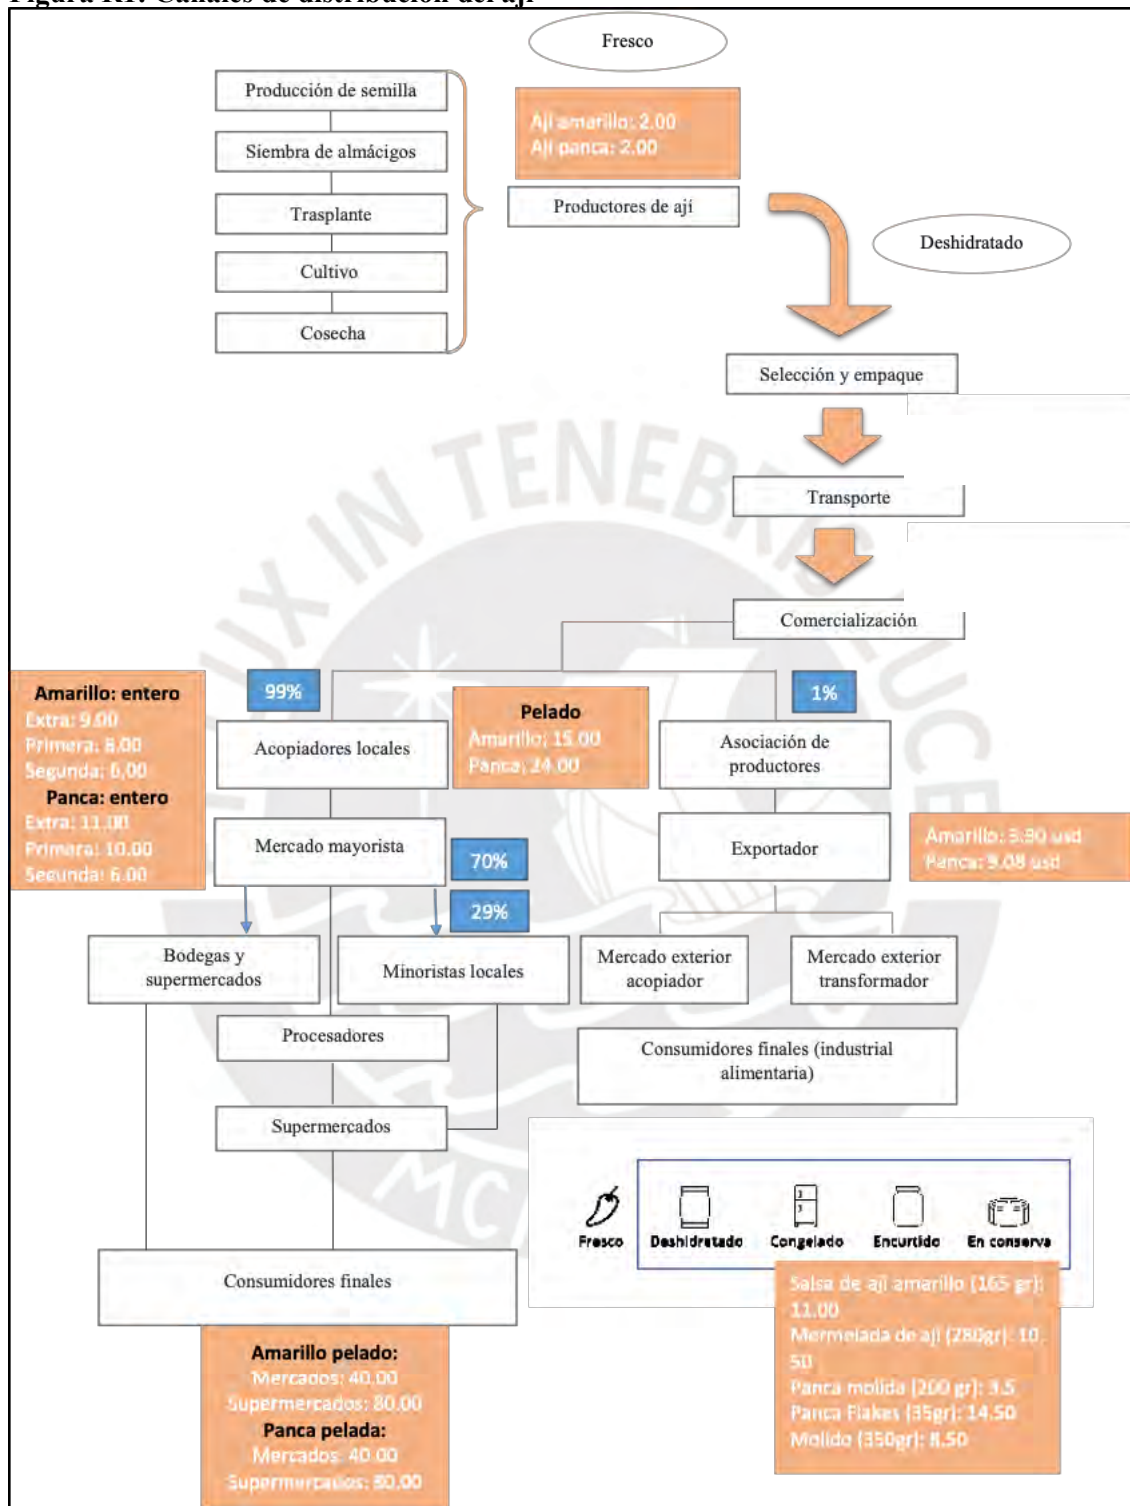 Figura K1: Canales de distribución del ají
Fresco
Producción de semilla
Siembra de almácigos
Trasplante
Cultivo
Cosecha
Ají amarillo: 2.00
Ají panca: 2.00
Productores de ají
Deshidratado
Selección y empaque
Transporte
Comercialización
Amarillo: entero
Extra: 9.00
Primera: 8.00
Segunda: 6.00
Panca: entero
Extra: 11.00
Primera: 10.00
Segunda: 6.00
99%
Acopiadores locales
Pelado
Amarillo: 15.00
Panca: 24.00
1%
Asociación de
productores
Mercado mayorista
70%
29%
Exportador
Amarillo: usd
Panca: usd
Bodegas y
supermercados
Minoristas locales
Mercado exterior
acopiador
Mercado exterior
transformador
Procesadores
Consumidores finales (industrial
alimentaria)
Supermercados
Fresco
Deshidratado
Congelado
Encurtido
En conserva
Consumidores finales
Salsa de ají amarillo (165 gr):
11.00
Mermelada de ají (280gr): 10.
50
Panca molida (200 gr): 3.5
Panca Flakes (35gr): 14.50
Molido (350gr): 8.50
Amarillo pelado:
Mercados: 40.00
Supermercados: 80.00
Panca pelada:
Mercados: 40.00
Supermercados: 80.00
UX IN TENEBRIS LUCE
MC